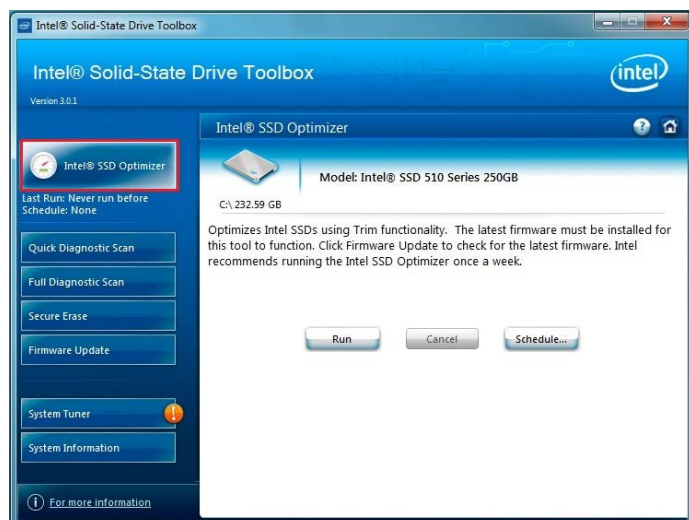 Intel® Solid-State Drive Toolbox
Intel® Solid-State Drive Toolbox
Version 3.0.1
intel
Intel® SSD Optimizer
Last Run: Never run before
Schedule: None
Quick Diagnostic Scan
Full Diagnostic Scan
Secure Erase
Firmware Update
System Tuner
System Information
For more information
Intel® SSD Optimizer
Model: Intel® SSD 510 Series 250GB
C:\ 232.59 GB
Optimizes Intel SSDs using Trim functionality. The latest firmware must be installed for
this tool to function. Click Firmware Update to check for the latest firmware. Intel
recommends running the Intel SSD Optimizer once a week.
Run
Cancel
Schedule...